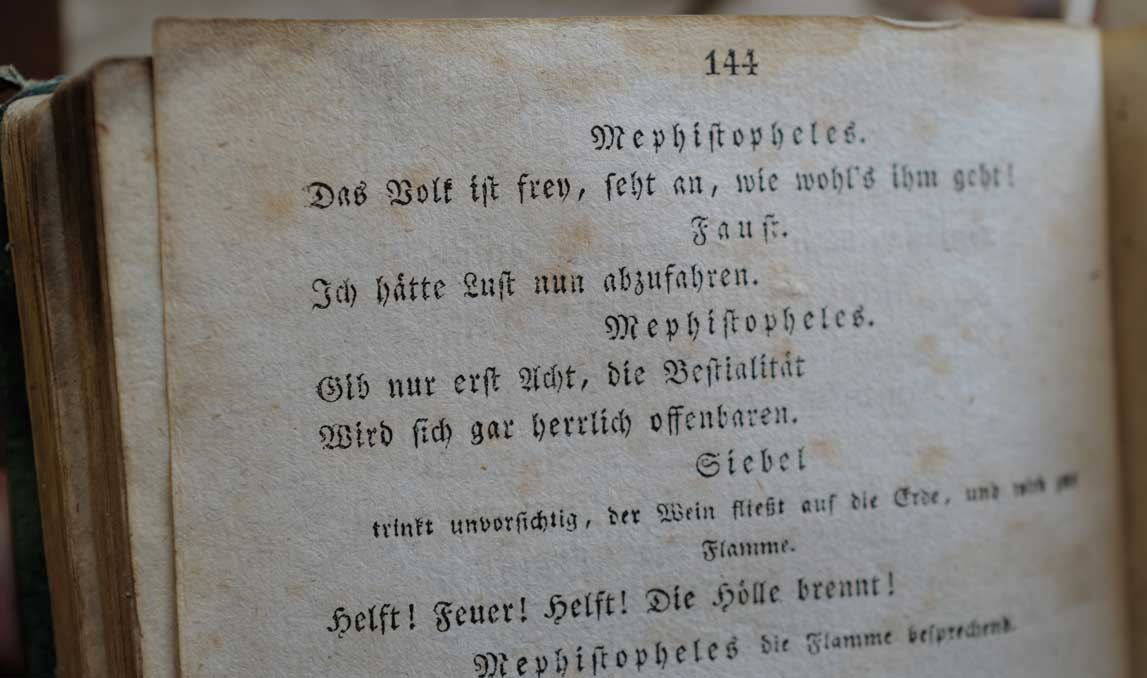 144
Mephiſtopheles.
Das Volk iſt frey, ſeht an, wie wohl's ihm geht!
Fauſt.
Ich hätte Luſt nun abzufahren.
Mephiſtopheles.
Gib nur erſt Acht, die Beſtialität
Wird ſich gar herrlich offenbaren.
Siebel
trinkt unvorſichtig, der Wein fließt auf die Erde, und wird zur
Flamme.
Helft! Feuer! Helft! Die Hölle brennt!
Mephiſtopheles die Flamme beſprechend.